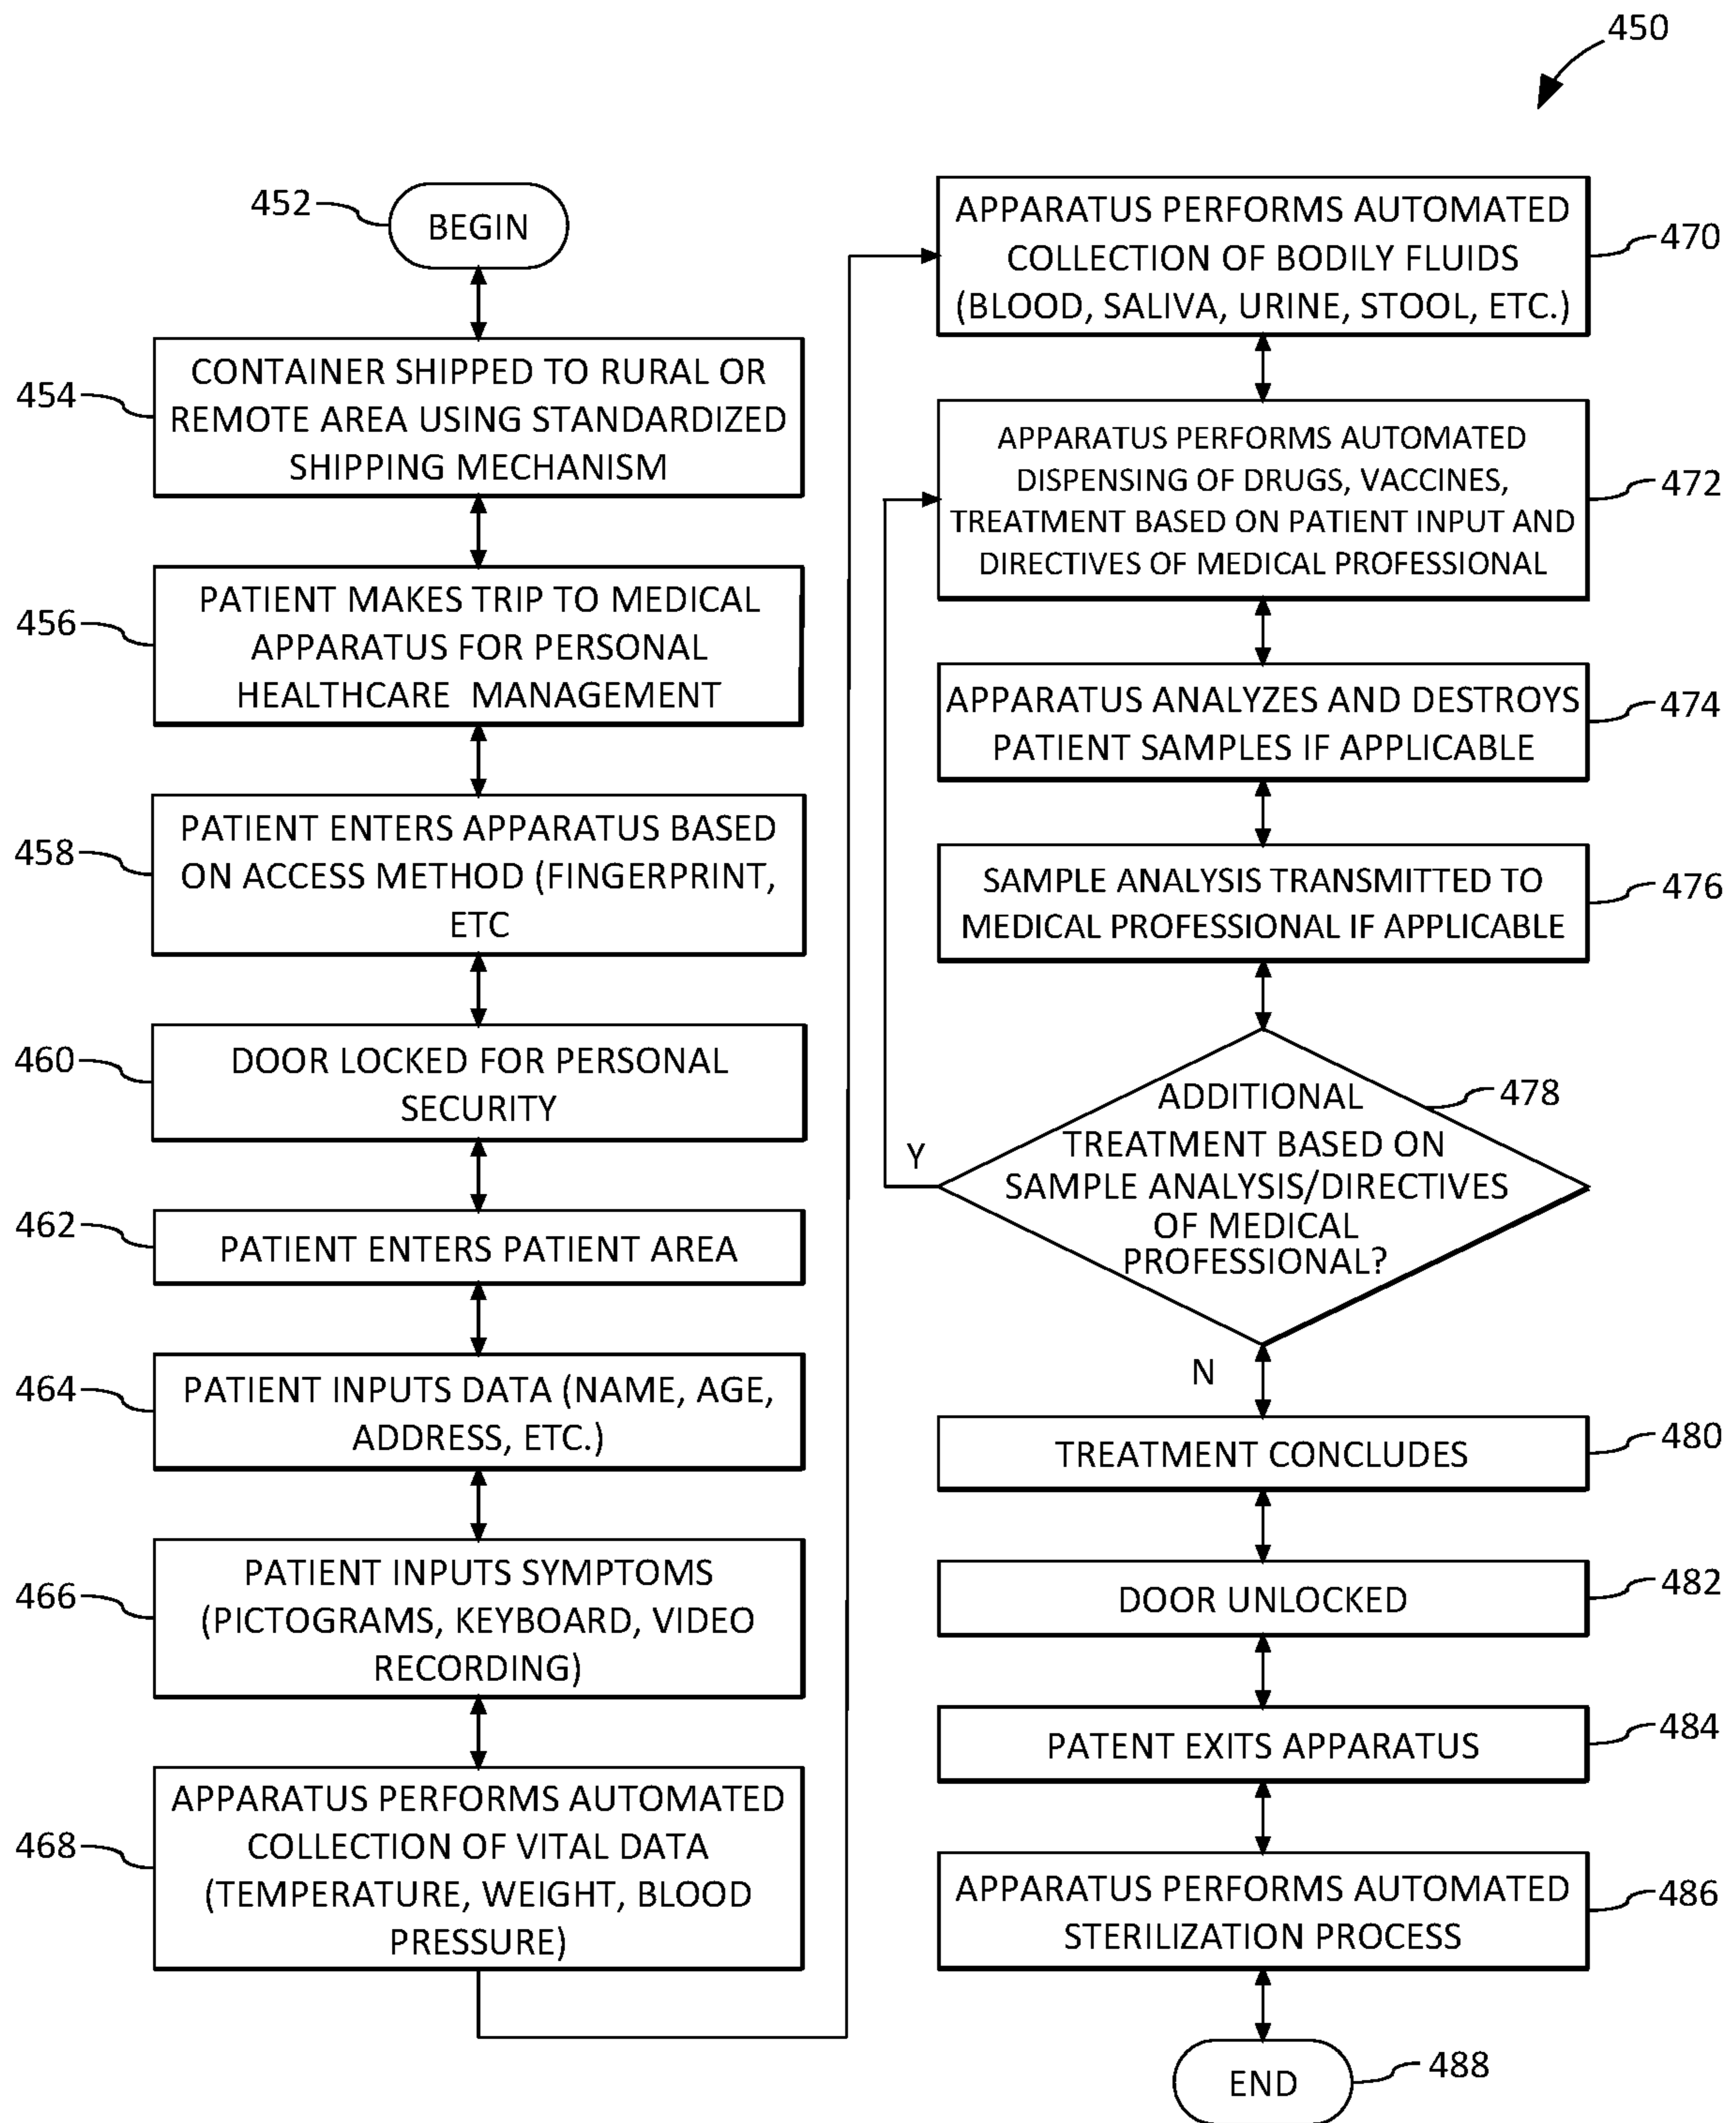 450
452
BEGIN
454
CONTAINER SHIPPED TO RURAL OR
REMOTE AREA USING STANDARDIZED
SHIPPING MECHANISM
456
PATIENT MAKES TRIP TO MEDICAL
APPARATUS FOR PERSONAL
HEALTHCARE MANAGEMENT
458
PATIENT ENTERS APPARATUS BASED
ON ACCESS METHOD (FINGERPRINT,
ETC
460
DOOR LOCKED FOR PERSONAL
SECURITY
462
PATIENT ENTERS PATIENT AREA
464
PATIENT INPUTS DATA (NAME, AGE,
ADDRESS, ETC.)
466
PATIENT INPUTS SYMPTOMS
(PICTOGRAMS, KEYBOARD, VIDEO
RECORDING)
468
APPARATUS PERFORMS AUTOMATED
COLLECTION OF VITAL DATA
(TEMPERATURE, WEIGHT, BLOOD
PRESSURE)
APPARATUS PERFORMS AUTOMATED
COLLECTION OF BODILY FLUIDS
(BLOOD, SALIVA, URINE, STOOL, ETC.)
470
APPARATUS PERFORMS AUTOMATED
DISPENSING OF DRUGS, VACCINES,
TREATMENT BASED ON PATIENT INPUT AND
DIRECTIVES OF MEDICAL PROFESSIONAL
472
APPARATUS ANALYZES AND DESTROYS
PATIENT SAMPLES IF APPLICABLE
474
SAMPLE ANALYSIS TRANSMITTED TO
MEDICAL PROFESSIONAL IF APPLICABLE
476
ADDITIONAL
TREATMENT BASED ON
SAMPLE ANALYSIS/DIRECTIVES
OF MEDICAL
PROFESSIONAL?
478
Y
N
TREATMENT CONCLUDES
480
DOOR UNLOCKED
482
PATENT EXITS APPARATUS
484
APPARATUS PERFORMS AUTOMATED
STERILIZATION PROCESS
486
END
488